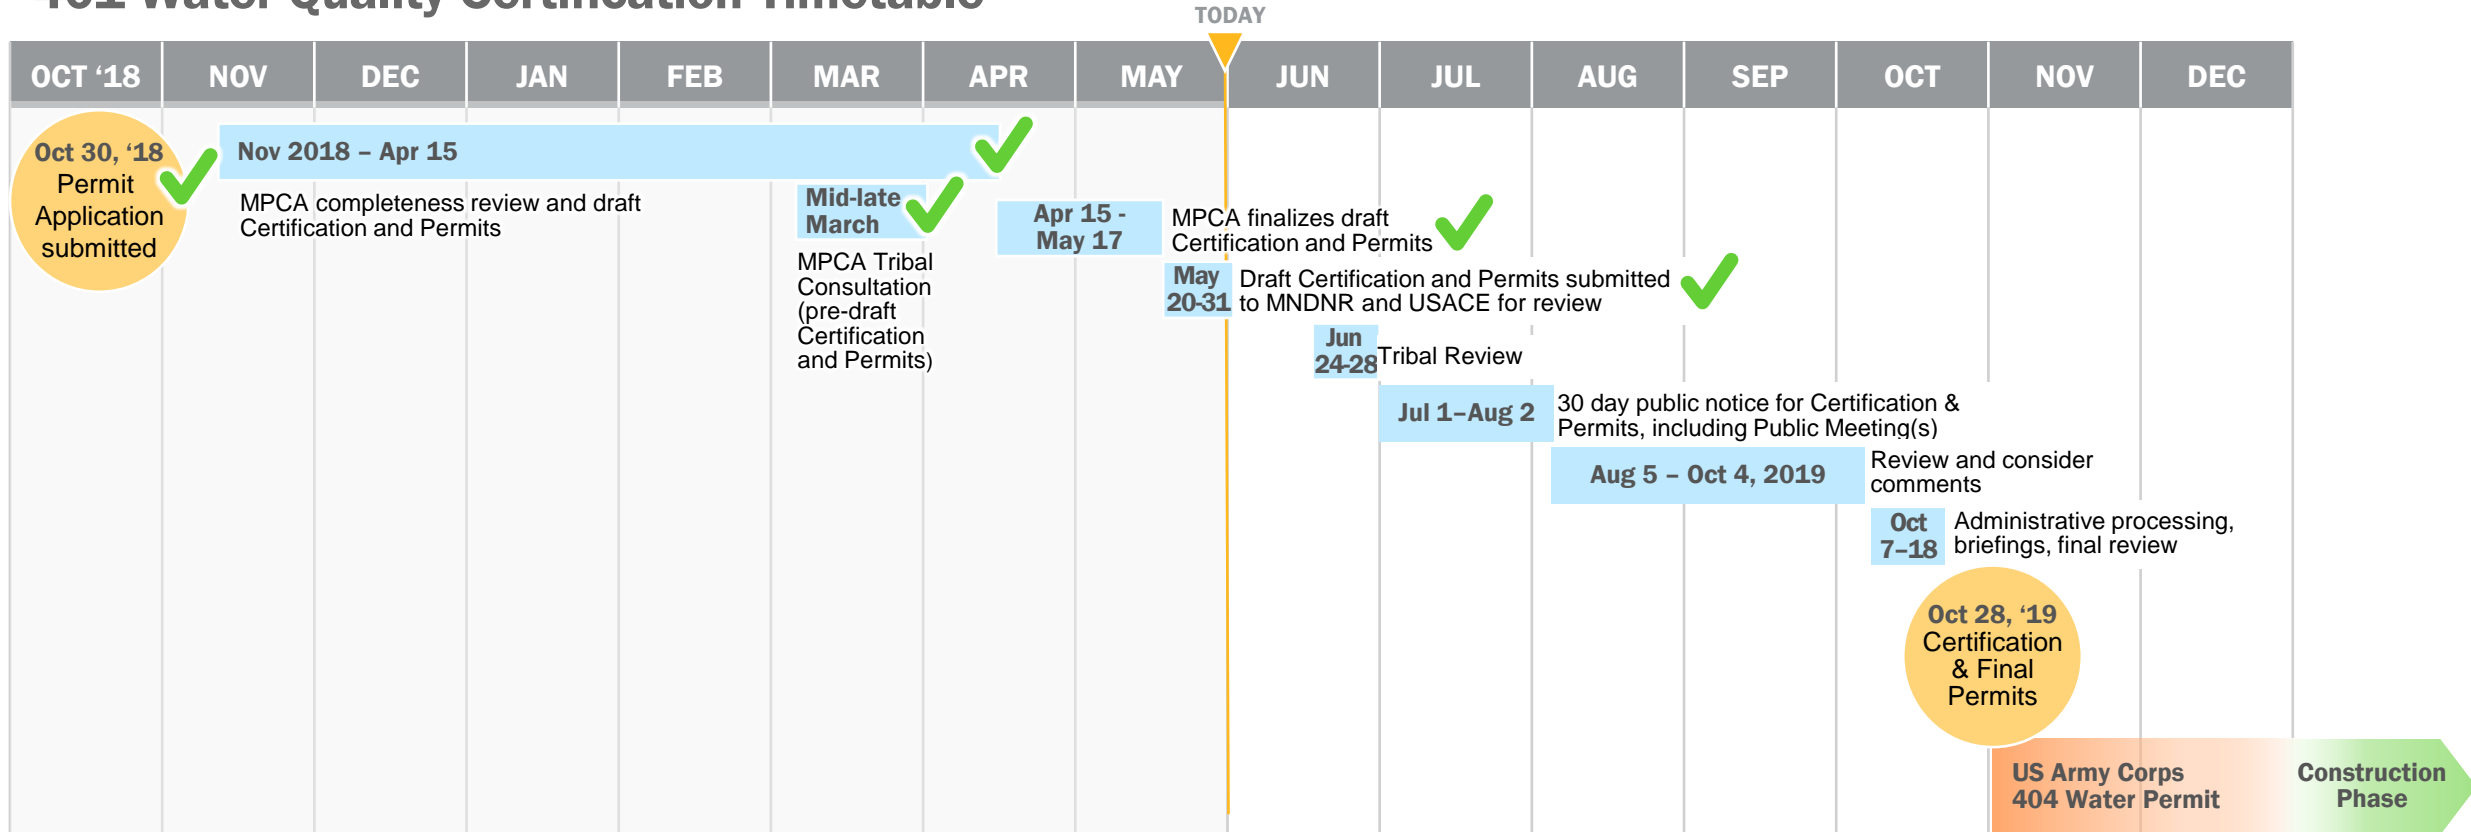 401 Water Quality Certification Timetable
TODAY
OCT ‘18 NOV DEC JAN FEB MAR APR MAY JUN JUL AUG SEP OCT NOV DEC
Oct 30, ‘18
Permit
Application
submitted
Nov 2018 – Apr 15
MPCA completeness review and draft
Certification and Permits
Mid-late
March
MPCA Tribal
Consultation
(pre-draft
Certification
and Permits)
Apr 15 -
May 17
MPCA finalizes draft
Certification and Permits
May
20-31
Draft Certification and Permits submitted
to MNDNR and USACE for review
Jun
24-28
Tribal Review
Jul 1–Aug 2
30 day public notice for Certification &
Permits, including Public Meeting(s)
Aug 5 – Oct 4, 2019
Review and consider
comments
Oct
7–18
Administrative processing,
briefings, final review
Oct 28, ‘19
Certification
& Final
Permits
US Army Corps
404 Water Permit
Construction
Phase